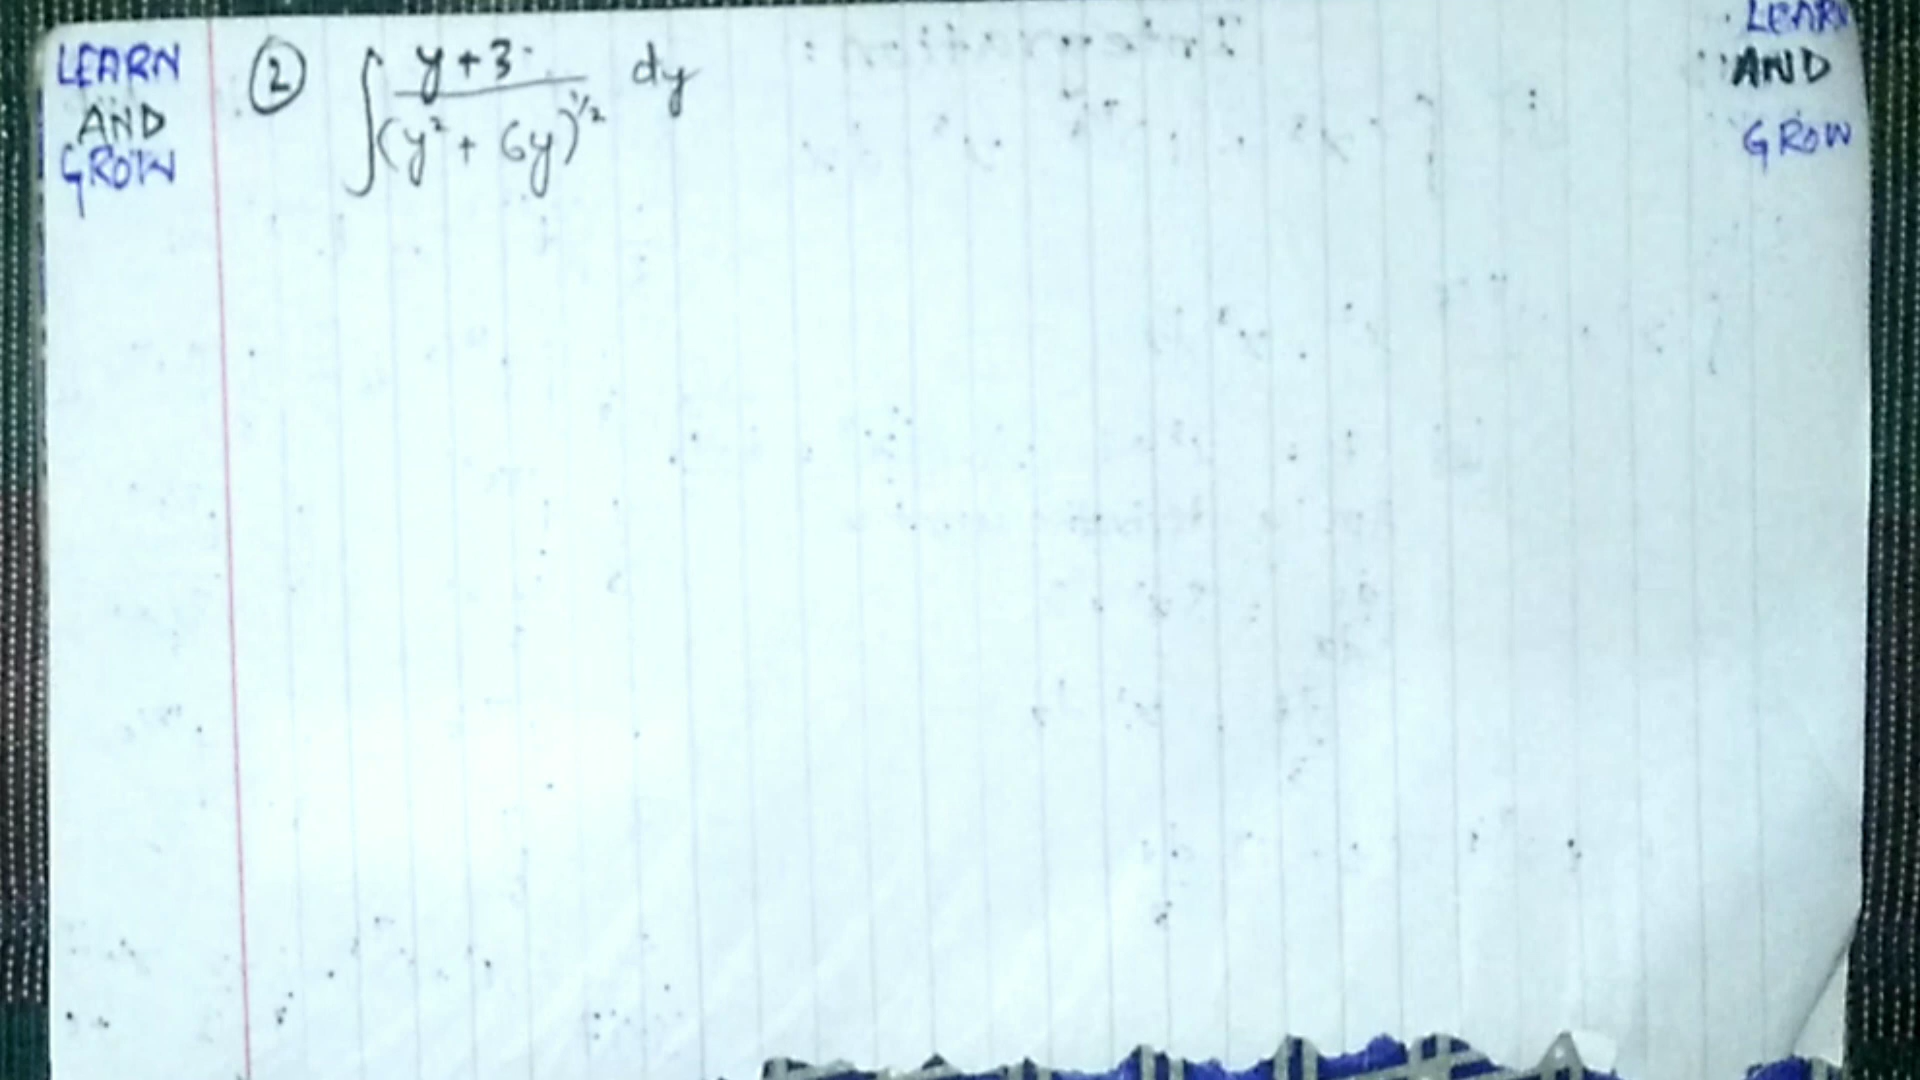 LEARN
AND
GROW
② ∫ y + 3 / (y² + 6y)^1/2 dy
LEARN
AND
GROW